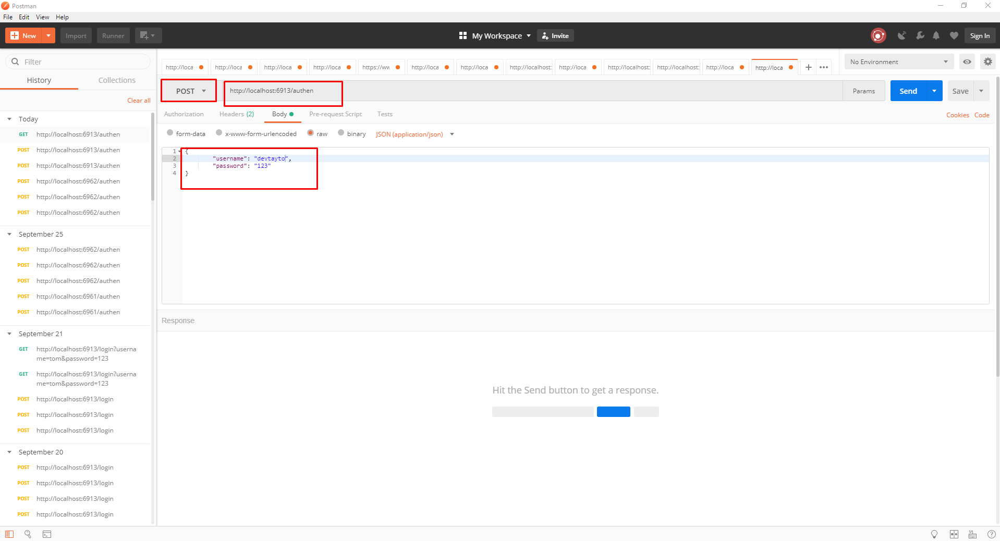 Postman
File Edit View Help
New Import Runner My Workspace Invite Sign In
Filter
History Collections
Clear all
Today
GET http://localhost:6913/authen
POST http://localhost:6913/authen
POST http://localhost:6913/authen
POST http://localhost:6962/authen
POST http://localhost:6962/authen
POST http://localhost:6962/authen
September 25
POST http://localhost:6962/authen
POST http://localhost:6962/authen
POST http://localhost:6962/authen
POST http://localhost:6961/authen
POST http://localhost:6961/authen
September 21
GET http://localhost:6913/login?userna
me=tom&password=123
GET http://localhost:6913/login?userna
me=tom&password=123
POST http://localhost:6913/login
POST http://localhost:6913/login
POST http://localhost:6913/login
September 20
POST http://localhost:6913/login
POST http://localhost:6913/login
POST http://localhost:6913/login
POST http://localhost:6913/login
http://loca http://loca http://loca http://loca https://ww http://loca http://loca http://localhost: http://loca http://localhost: http://localhost: http://loca http://loca
No Environment
POST http://localhost:6913/authen Params Send Save
Authorization Headers (2) Body Pre-request Script Tests Cookies Code
form-data x-www-form-urlencoded raw binary JSON (application/json)
1 {
2 "username": "devtayto",
3 "password": "123"
4 }
Response
Hit the Send button to get a response.